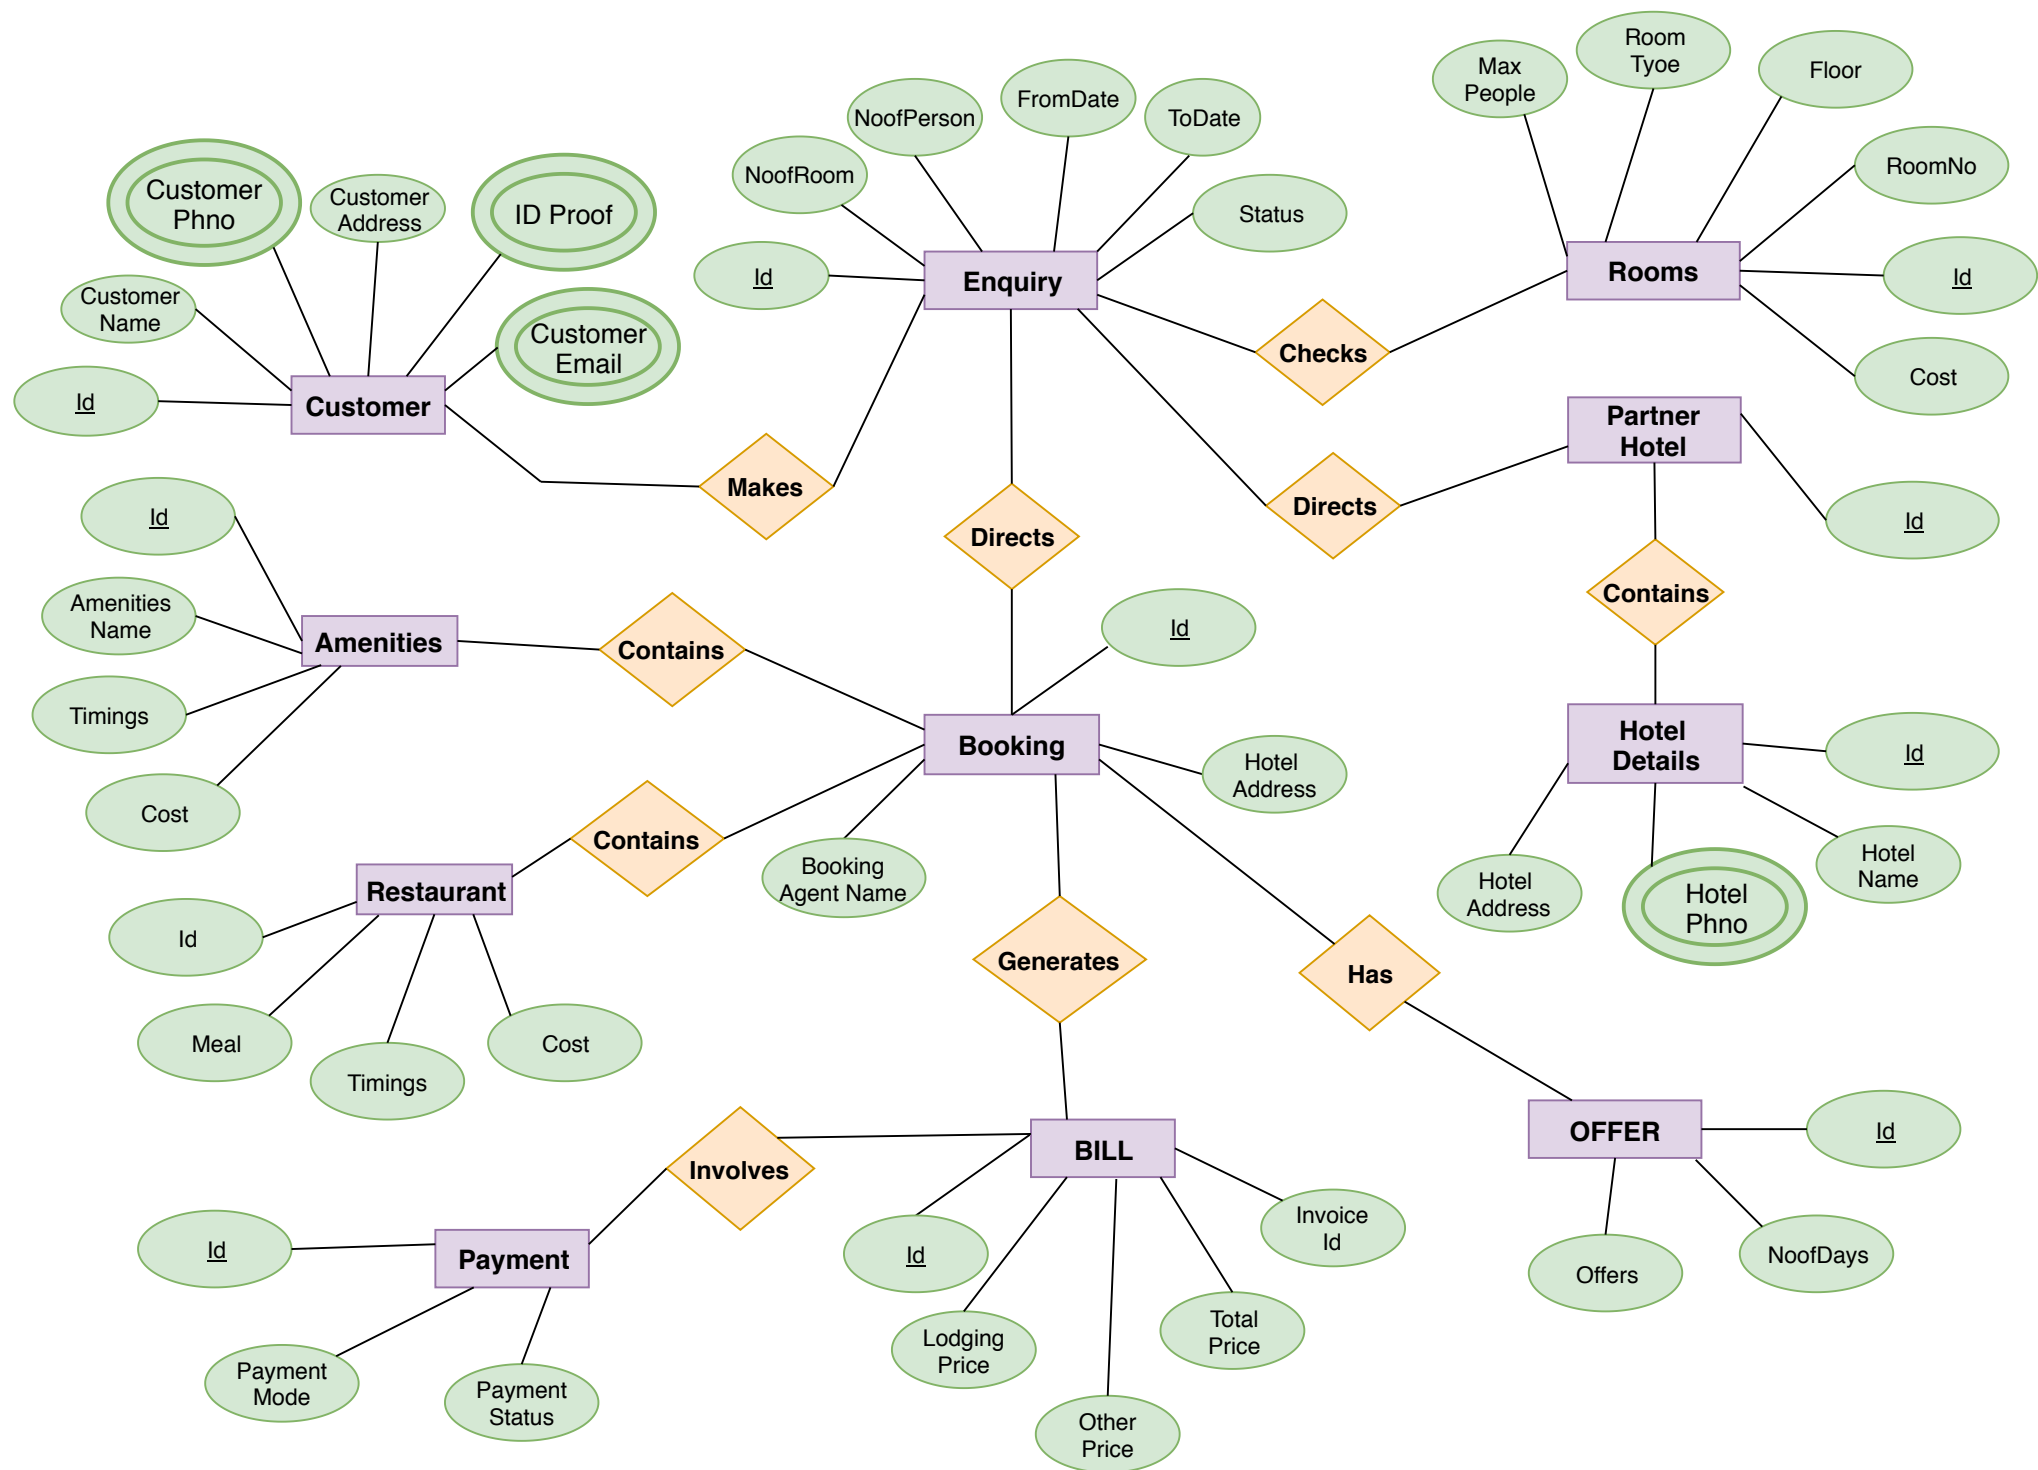 Max
People
Room
Tyoe
Floor
RoomNo
Id
Cost
Rooms
NoofRoom
NoofPerson
FromDate
ToDate
Status
Id
Enquiry
Customer
Phno
Customer
Address
ID Proof
Customer
Email
Customer
Name
Id
Customer
Checks
Makes
Directs
Directs
Partner
Hotel
Id
Contains
Hotel
Details
Id
Hotel
Name
Hotel
Phno
Hotel
Address
Id
Amenities
Name
Timings
Cost
Amenities
Contains
Id
Booking
Hotel
Address
Booking
Agent Name
Contains
Restaurant
Id
Meal
Timings
Cost
Generates
Has
OFFER
Id
Offers
NoofDays
BILL
Id
Lodging
Price
Other
Price
Total
Price
Invoice
Id
Involves
Payment
Id
Payment
Mode
Payment
Status